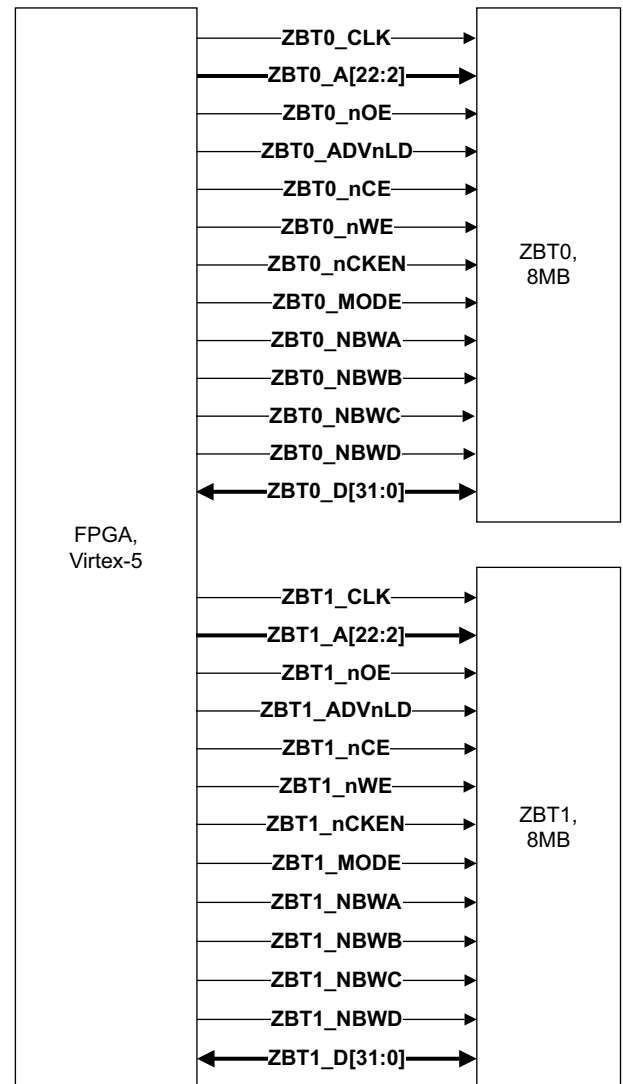 ZBT0_CLK
ZBT0_A[22:2]
ZBT0_nOE
ZBT0_ADVnLD
ZBT0_nCE
ZBT0_nWE
ZBT0_nCKEN
ZBT0_MODE
ZBT0_NBWA
ZBT0_NBWB
ZBT0_NBWC
ZBT0_NBWD
ZBT0_D[31:0]
ZBT0,
8MB
FPGA,
Virtex-5
ZBT1_CLK
ZBT1_A[22:2]
ZBT1_nOE
ZBT1_ADVnLD
ZBT1_nCE
ZBT1_nWE
ZBT1_nCKEN
ZBT1_MODE
ZBT1_NBWA
ZBT1_NBWB
ZBT1_NBWC
ZBT1_NBWD
ZBT1_D[31:0]
ZBT1,
8MB